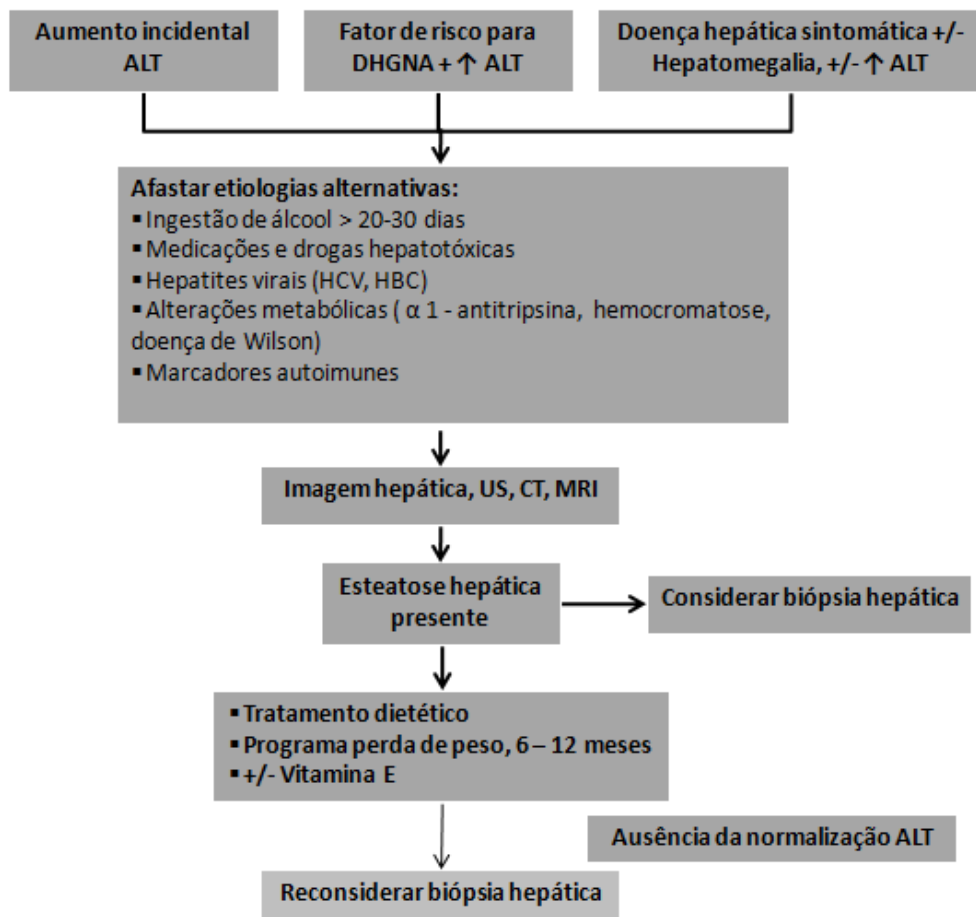 Aumento incidental
ALT
Fator de risco para
DHGNA + ↑ ALT
Doença hepática sintomática +/-
Hepatomegalia, +/- ↑ ALT
Afastar etiologias alternativas:
▪ Ingestão de álcool > 20-30 dias
▪ Medicações e drogas hepatotóxicas
▪ Hepatites virais (HCV, HBC)
▪ Alterações metabólicas ( α 1 - antitripsina, hemocromatose,
doença de Wilson)
▪ Marcadores autoimunes
Imagem hepática, US, CT, MRI
Esteatose hepática
presente
Considerar biópsia hepática
▪ Tratamento dietético
▪ Programa perda de peso, 6 – 12 meses
▪ +/- Vitamina E
Ausência da normalização ALT
Reconsiderar biópsia hepática